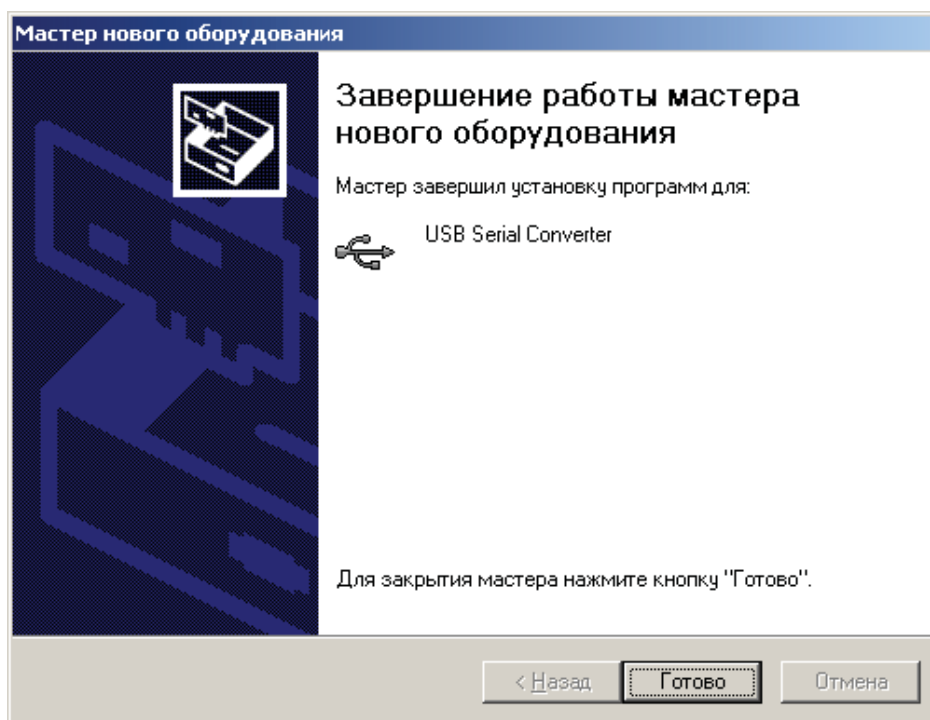 Мастер нового оборудования
Завершение работы мастера
нового оборудования
Мастер завершил установку программ для:
USB Serial Converter
Для закрытия мастера нажмите кнопку "Готово".
< Назад Готово Отмена